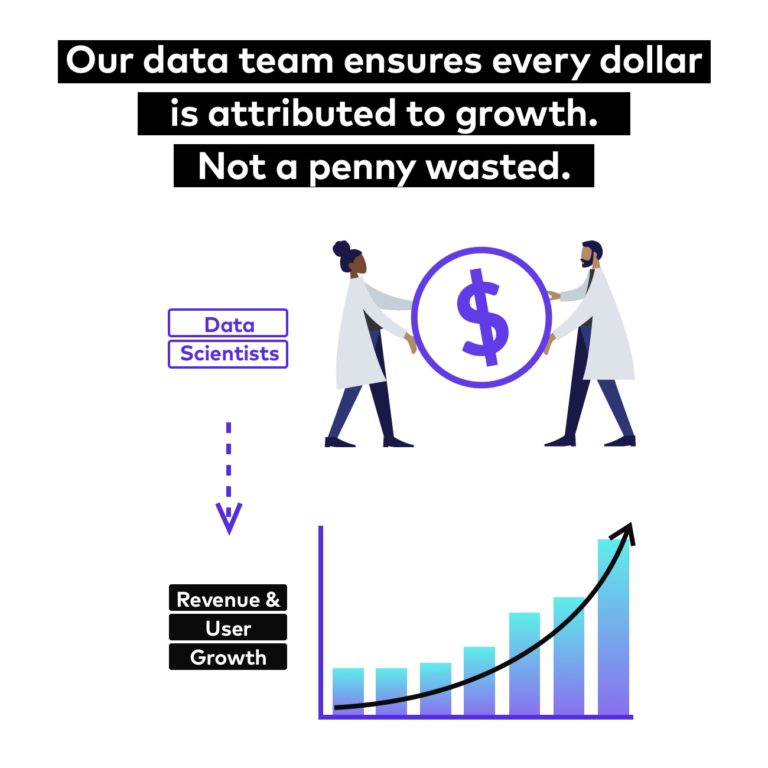 Our data team ensures every dollar
is attributed to growth.
Not a penny wasted.
$
Data
Scientists
Revenue &
User
Growth